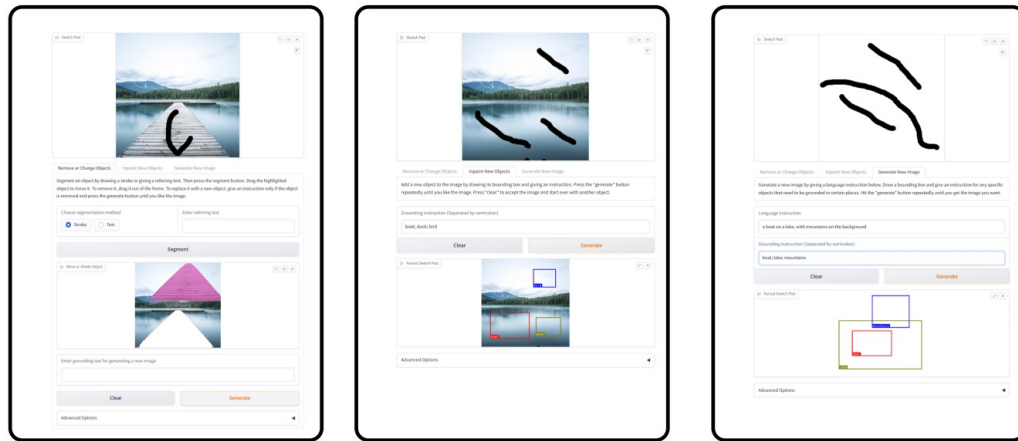 Sketch Pad
Remove or Change Objects
Inpaint New Objects
Generate New Image
Segment an object by drawing a stroke or giving a referring text. Then press the segment button. Drag the highlighted
object to move it. To remove it, drag it out of the frame. To replace it with a new object, give an instruction only if the object
is removed and press the generate button until you like the image.
Choose segmentation method
Stroke
Text
Enter referring text
Segment
Move or delete object
Enter grounding text for generating a new image
Clear
Generate
Advanced Options
Sketch Pad
Remove or Change Objects
Inpaint New Objects
Generate New Image
Add a new object to the image by drawing its bounding box and giving an instruction. Press the "generate" button
repeatedly until you like the image. Press "clear" to accept the image and start over with another object.
Grounding instruction (Separated by semicolon)
boat; duck; bird
Clear
Generate
Parsed Sketch Pad
Advanced Options
Sketch Pad
Remove or Change Objects
Inpaint New Objects
Generate New Image
Generate a new image by giving a language instruction below. Draw a bounding box and give an instruction for any specific
objects that need to be grounded in certain places. Hit the "generate" button repeatedly until you get the image you want.
Language instruction
a boat on a lake, with mountains on the background
Grounding instruction (Separated by semicolon)
boat; lake; mountains
Clear
Generate
Parsed Sketch Pad
Advanced Options